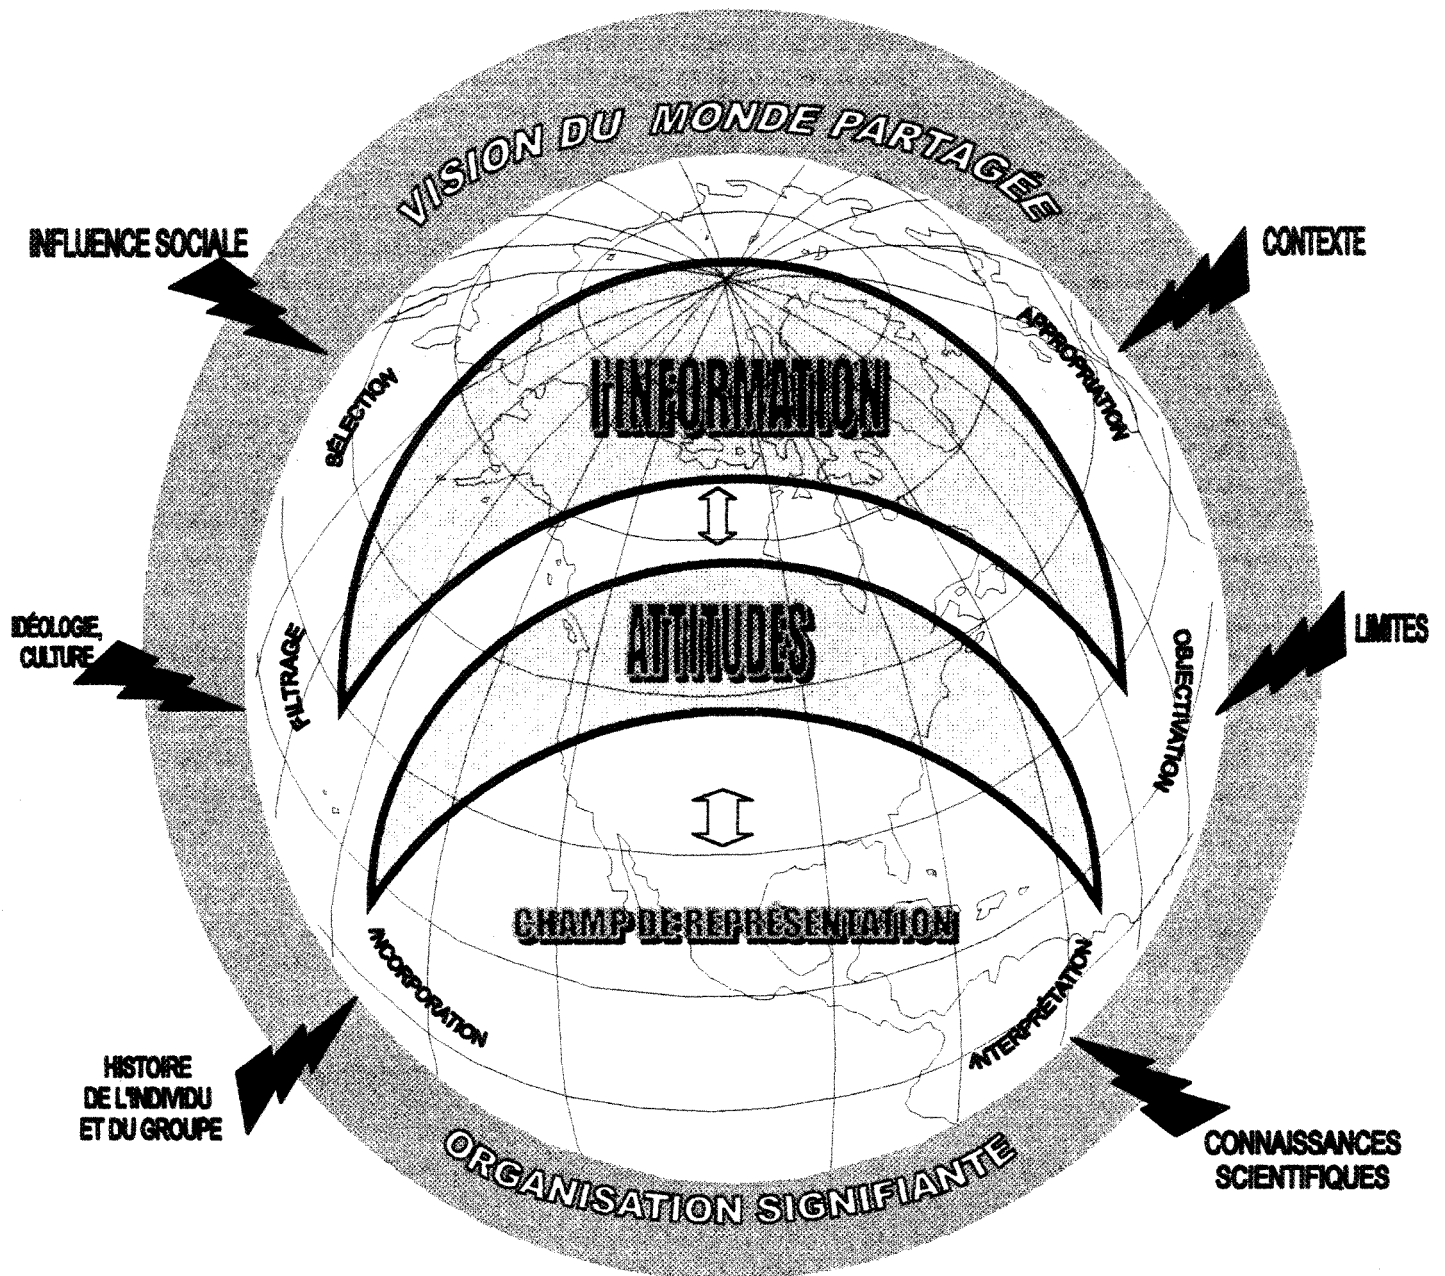 VISION DU MONDE PARTAGÉE
INFLUENCE SOCIALE
CONTEXTE
APPROPRIATION
SÉLECTION
l'INFORMATION
ATTITUDES
IDÉOLOGIE,
CULTURE
FILTRAGE
OBJECTIVATION
LIMITES
CHAMP DE REPRÉSENTATION
INCORPORATION
INTERPRÉTATION
HISTOIRE
DE L'INDIVIDU
ET DU GROUPE
CONNAISSANCES
SCIENTIFIQUES
ORGANISATION SIGNIFIANTE